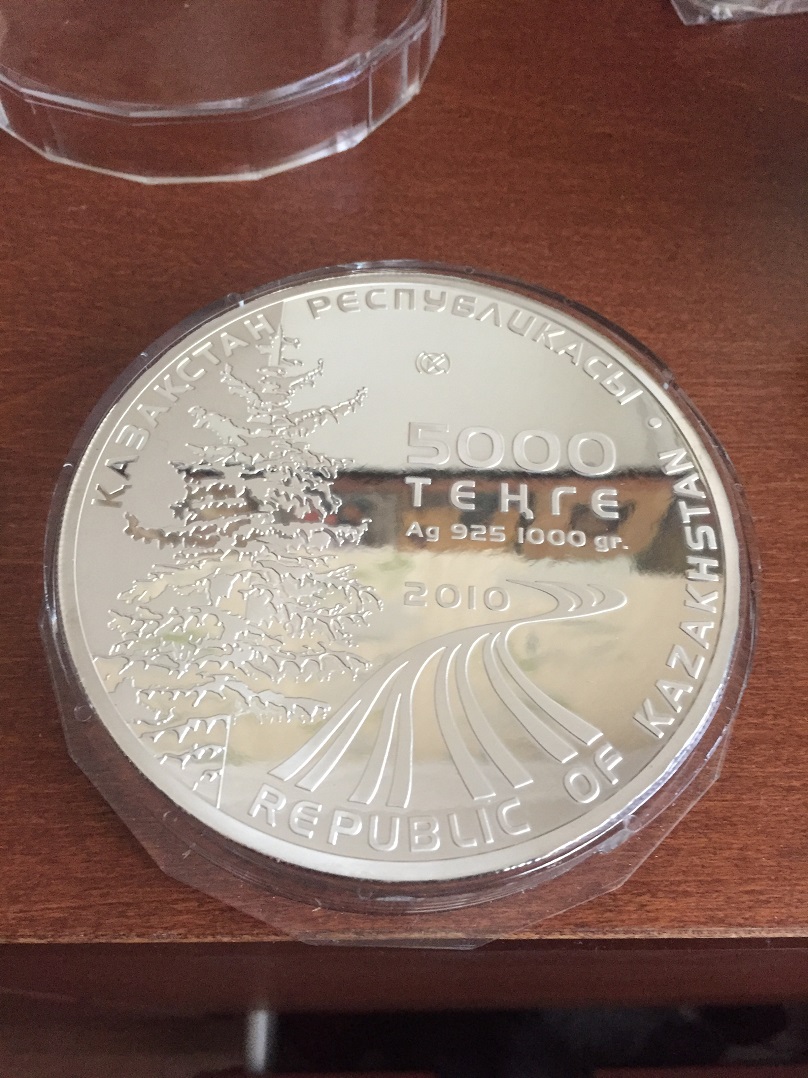 ҚАЗАҚСТАН РЕСПУБЛИКАСЫ •
REPUBLIC OF KAZAKHSTAN
5000
ТЕҢГЕ
Ag 925 1000 gr.
2010